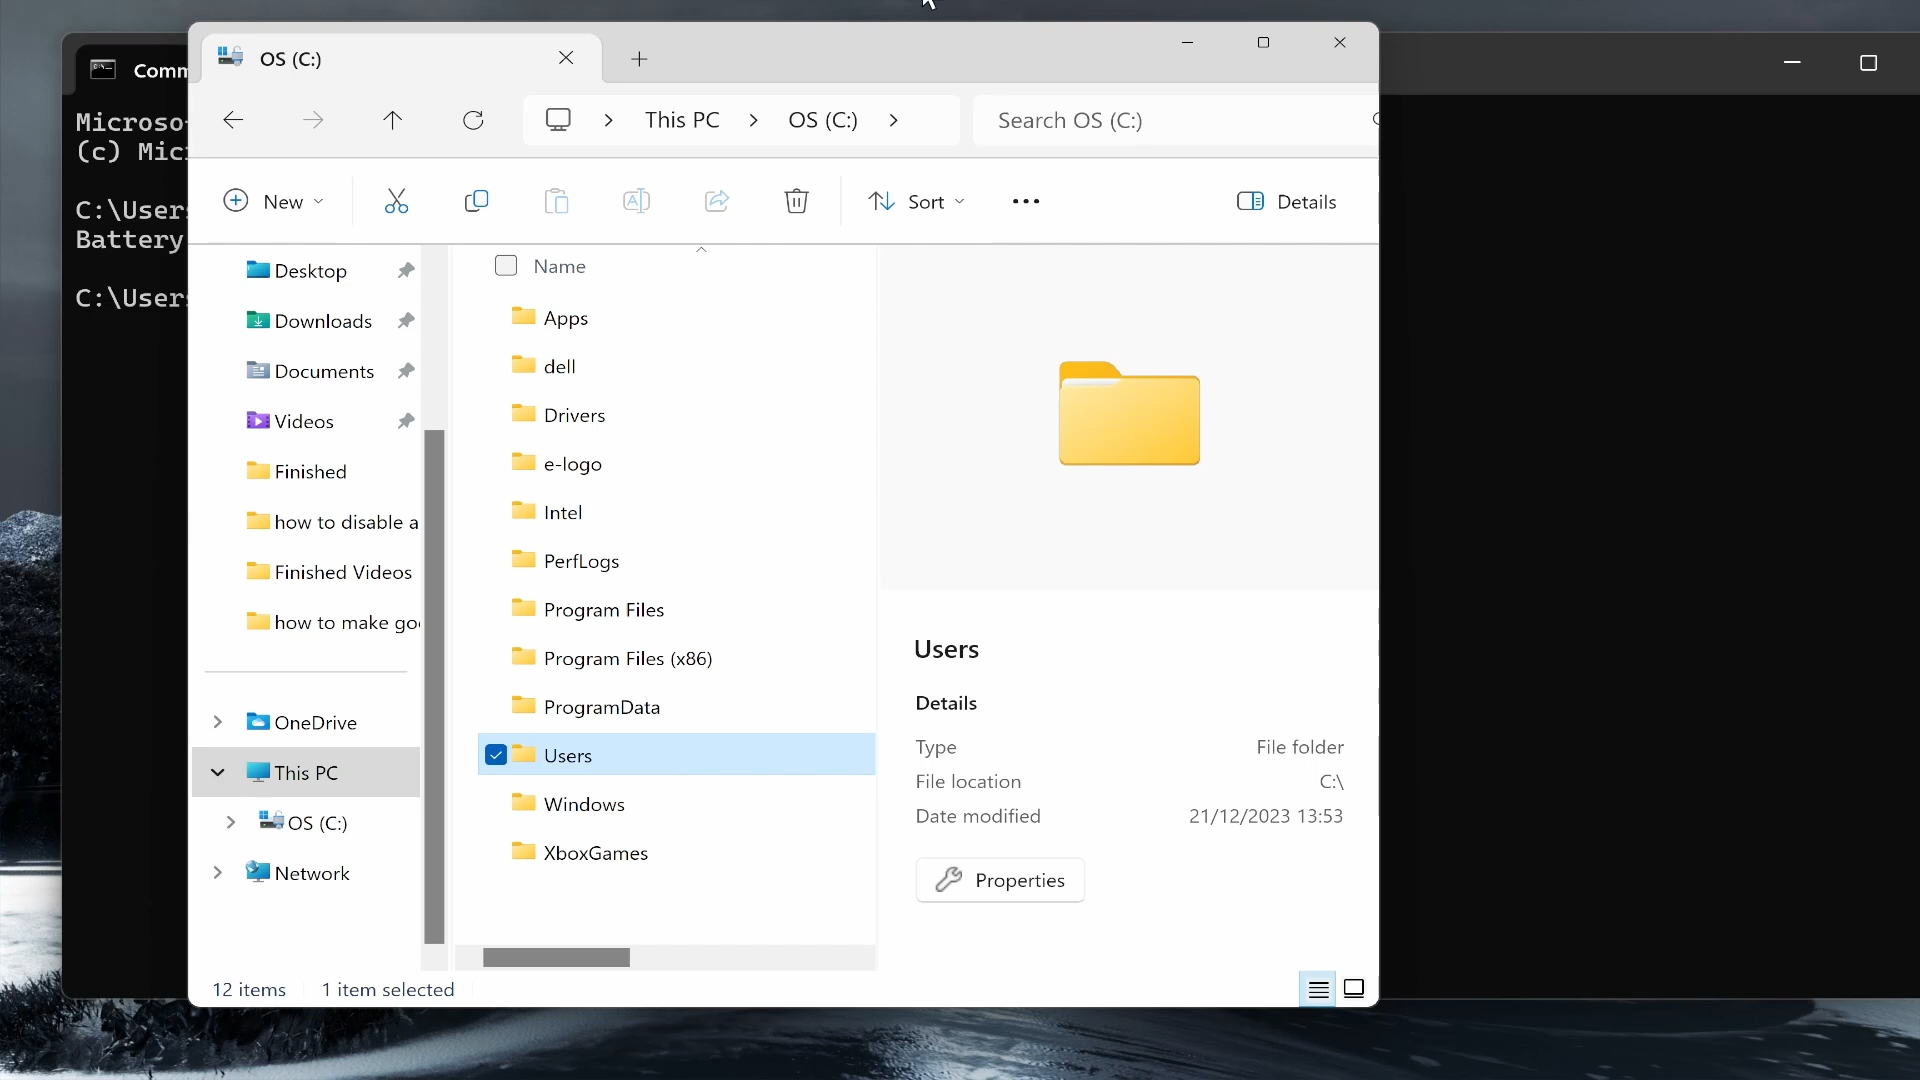 OS (C:)
Comm
Microso
(c) Mic
C:\Users
Battery
C:\Users
This PC
OS (C:)
Search OS (C:)
New
Sort
Details
Desktop
Downloads
Documents
Videos
Finished
how to disable a
Finished Videos
how to make go
OneDrive
This PC
OS (C:)
Network
Name
Apps
dell
Drivers
e-logo
Intel
PerfLogs
Program Files
Program Files (x86)
ProgramData
Users
Windows
XboxGames
Users
Details
Type File folder
File location C:\
Date modified 21/12/2023 13:53
Properties
12 items 1 item selected